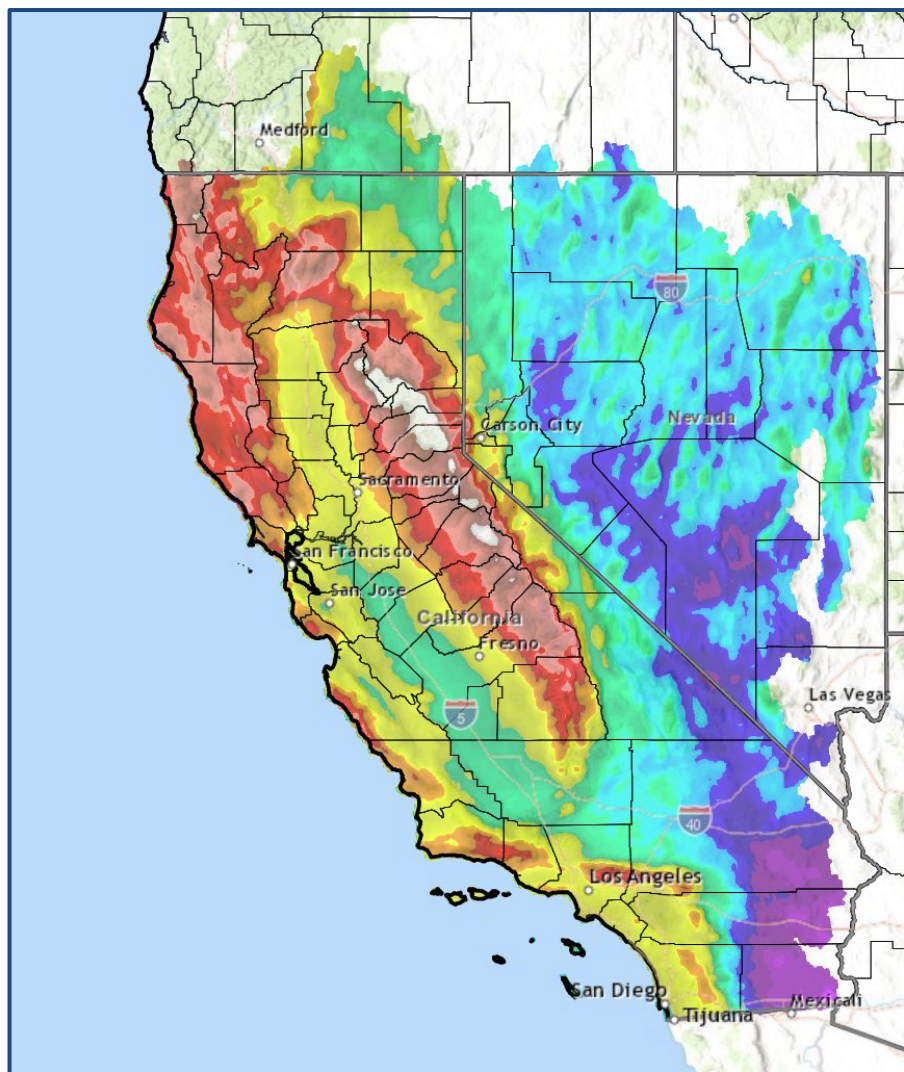 Medford
80
Nevada
Carson City
Sacramento
San Francisco
San Jose
California
Fresno
Las Vegas
5
40
Los Angeles
San Diego
Mexicali
Tijuana